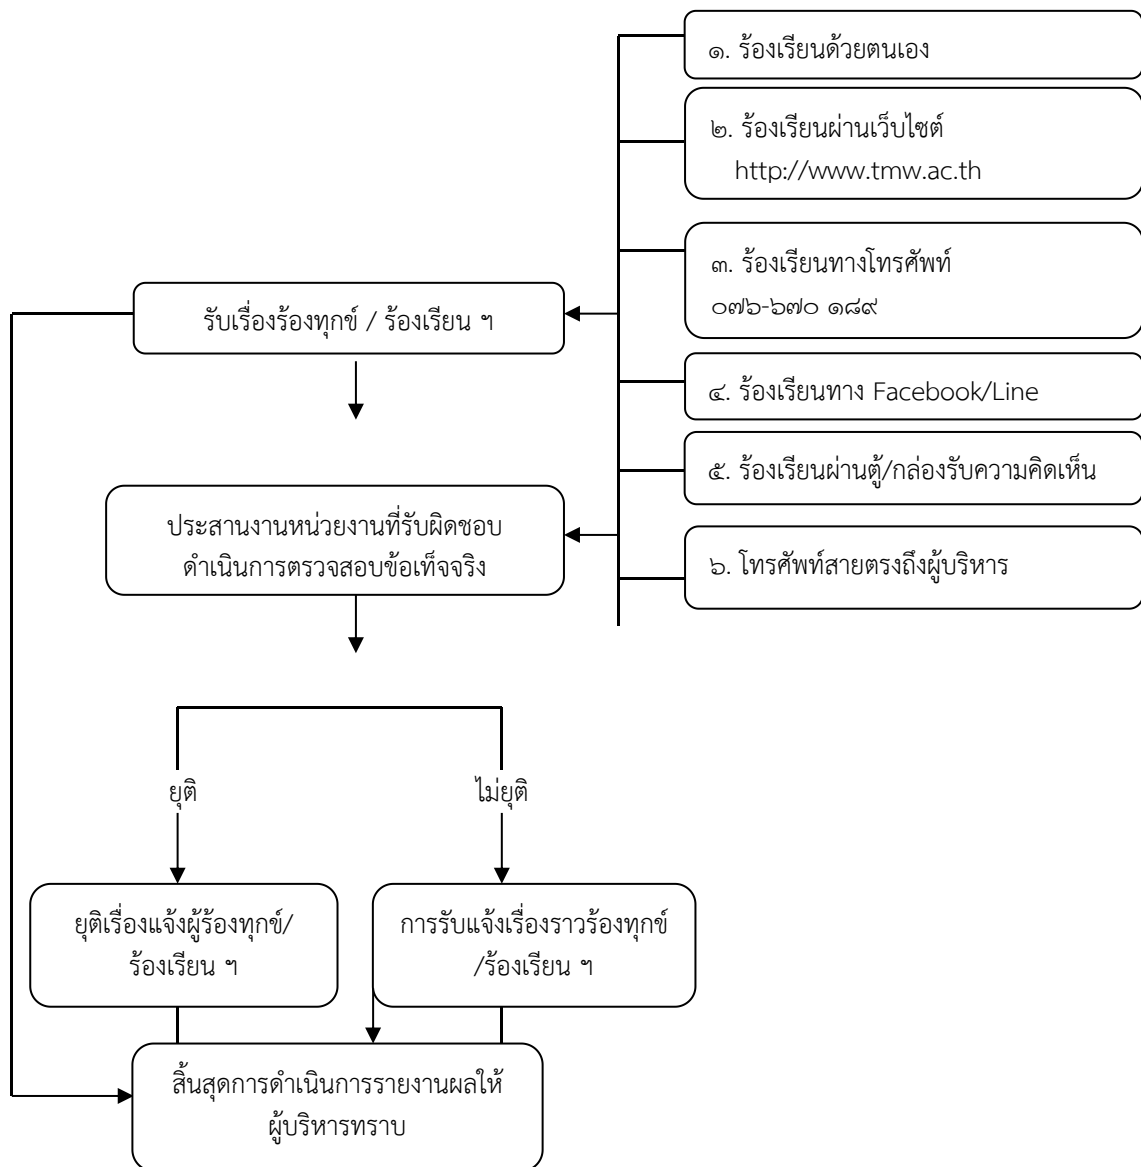 ๑. ร้องเรียนด้วยตนเอง
๒. ร้องเรียนผ่านเว็บไซต์
http://www.tmw.ac.th
๓. ร้องเรียนทางโทรศัพท์
๐๗๖-๖๗๐ ๑๘๙
รับเรื่องร้องทุกข์ / ร้องเรียน ฯ
๔. ร้องเรียนทาง Facebook/Line
๕. ร้องเรียนผ่านตู้/กล่องรับความคิดเห็น
ประสานงานหน่วยงานที่รับผิดชอบ
ดำเนินการตรวจสอบข้อเท็จจริง
๖. โทรศัพท์สายตรงถึงผู้บริหาร
ยุติ
ไม่ยุติ
ยุติเรื่องแจ้งผู้ร้องทุกข์/
ร้องเรียน ฯ
การรับแจ้งเรื่องราวร้องทุกข์
/ร้องเรียน ฯ
สิ้นสุดการดำเนินการรายงานผลให้
ผู้บริหารทราบ